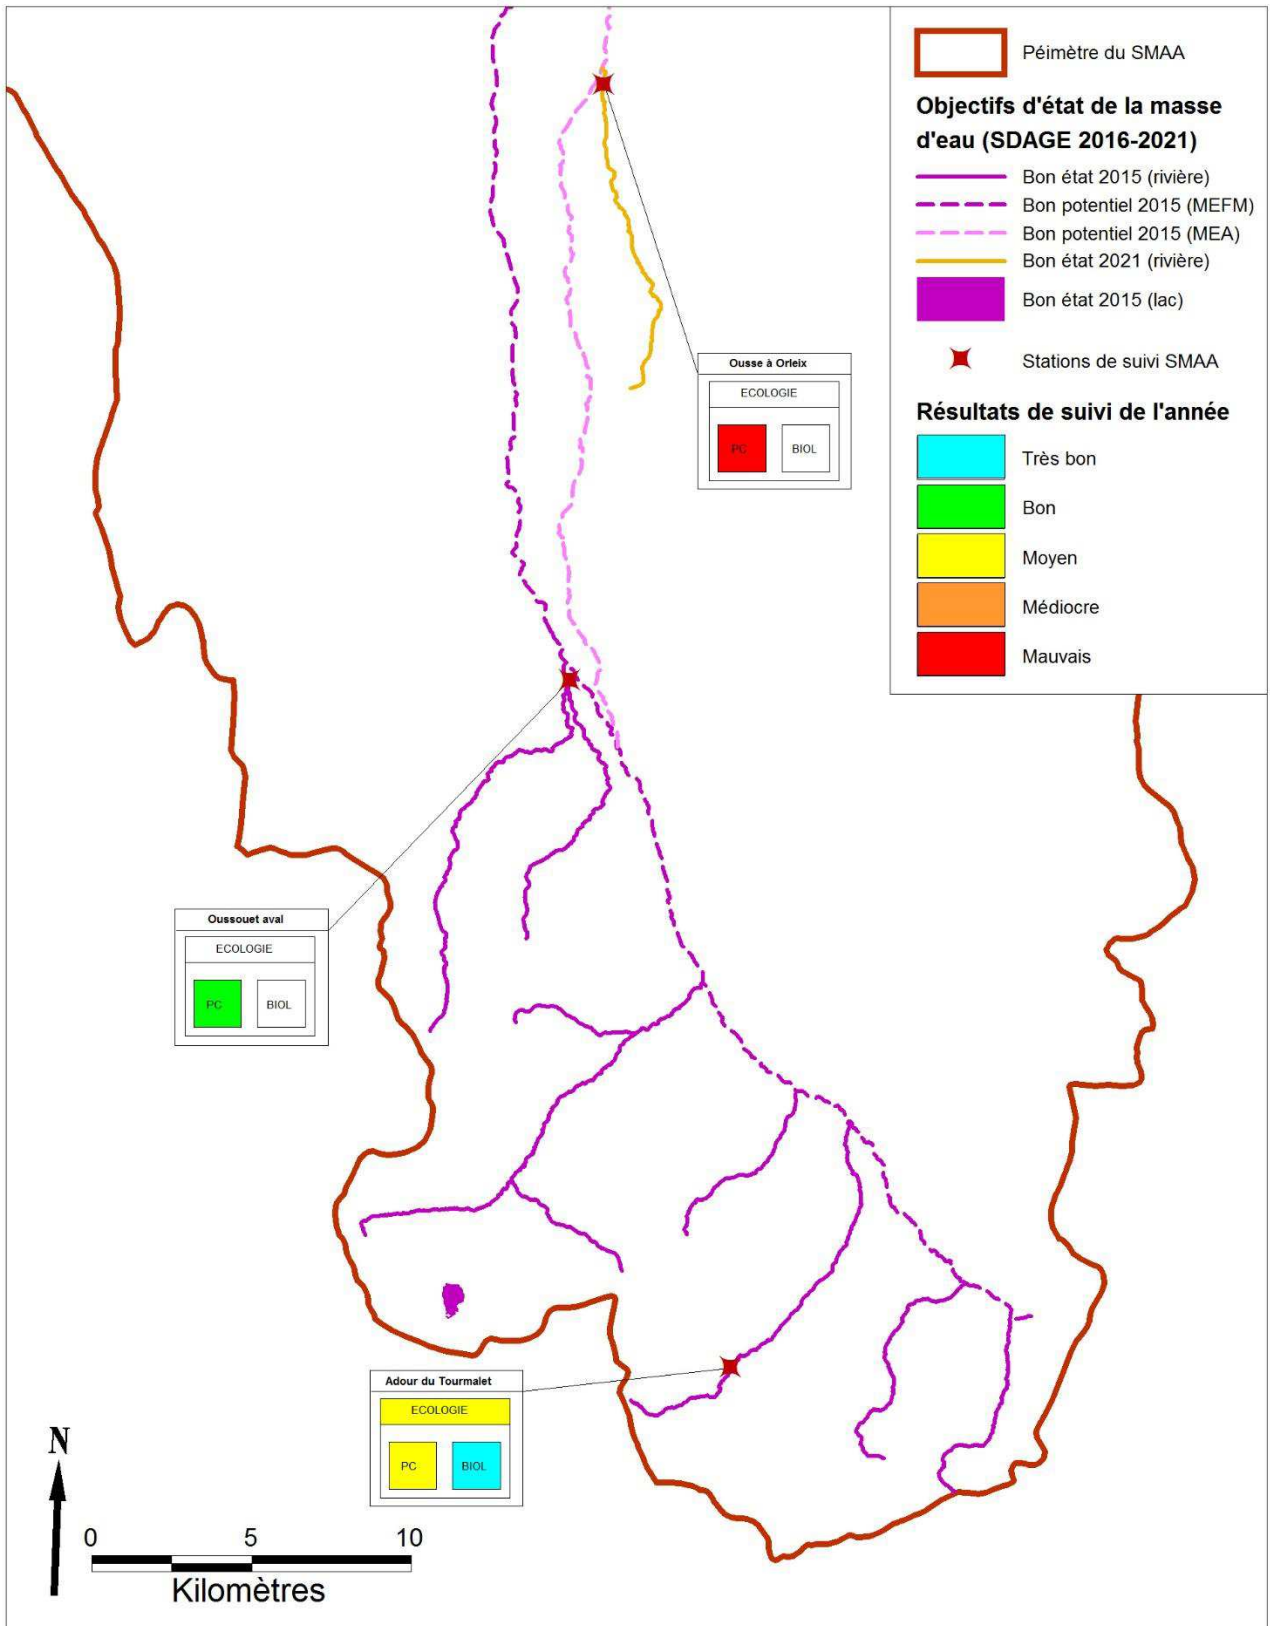 Péimètre du SMAA
Objectifs d'état de la masse
d'eau (SDAGE 2016-2021)
Bon état 2015 (rivière)
Bon potentiel 2015 (MEFM)
Bon potentiel 2015 (MEA)
Bon état 2021 (rivière)
Bon état 2015 (lac)
Stations de suivi SMAA
Résultats de suivi de l'année
Très bon
Bon
Moyen
Médiocre
Mauvais
Ousse à Orleix
ECOLOGIE
PC BIOL
Oussouet aval
ECOLOGIE
PC BIOL
Adour du Tourmalet
ECOLOGIE
PC BIOL
N
0 5 10
Kilomètres